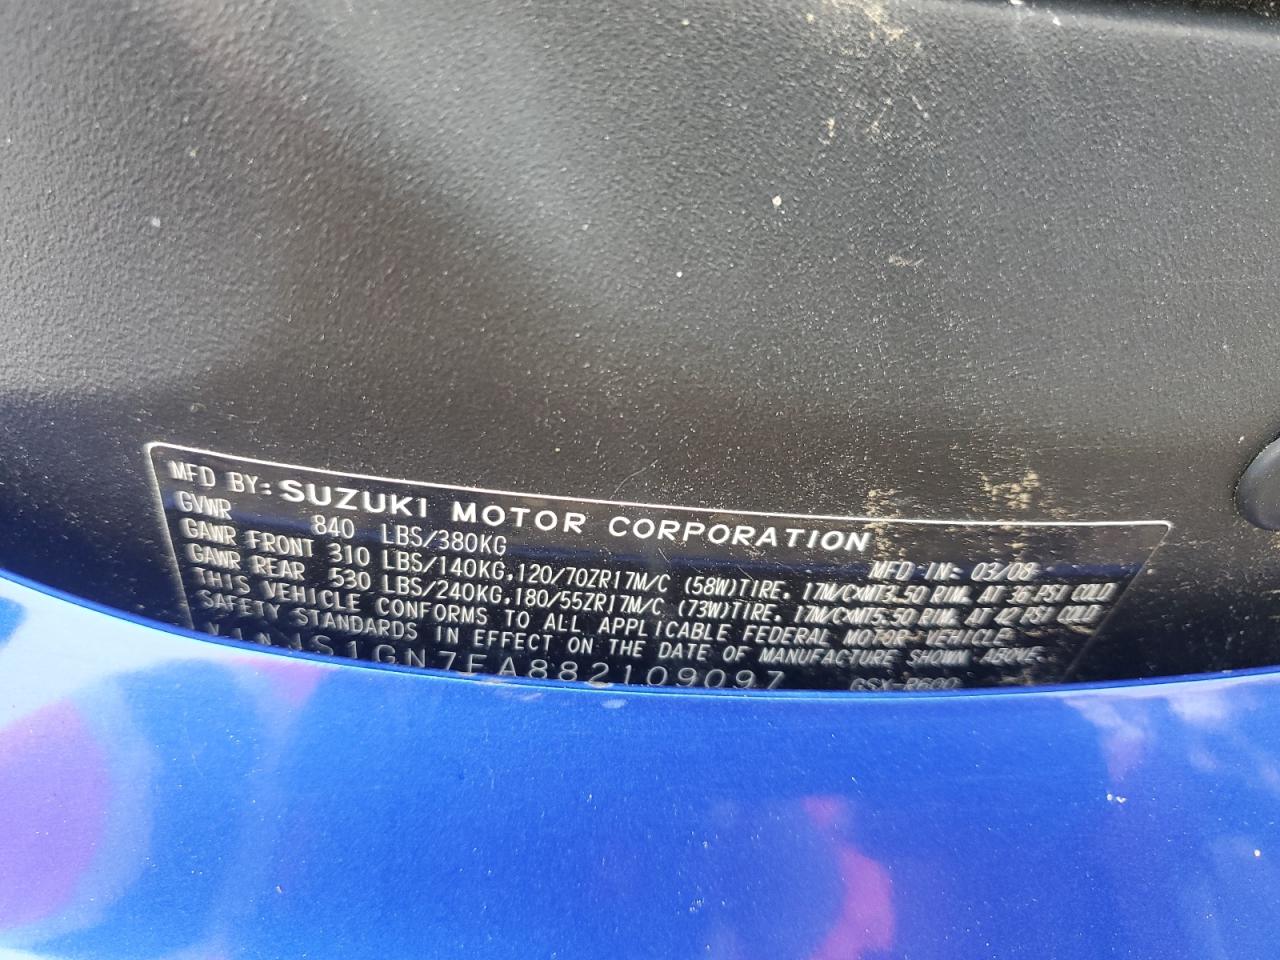 MFD BY: SUZUKI MOTOR CORPORATION
GVWR 840 LBS/380KG MFD IN: 03/08
GAWR FRONT 310 LBS/140KG,120/70ZR17M/C (58W)TIRE, 17M/C×MT3.50 RIM, AT 36 PSI COLD
GAWR REAR 530 LBS/240KG,180/55ZR17M/C (73W)TIRE, 17M/C×MT5.50 RIM, AT 42 PSI COLD
THIS VEHICLE CONFORMS TO ALL APPLICABLE FEDERAL MOTOR VEHICLE
SAFETY STANDARDS IN EFFECT ON THE DATE OF MANUFACTURE SHOWN ABOVE.
JS1GN7EA882109097 GSX-R600